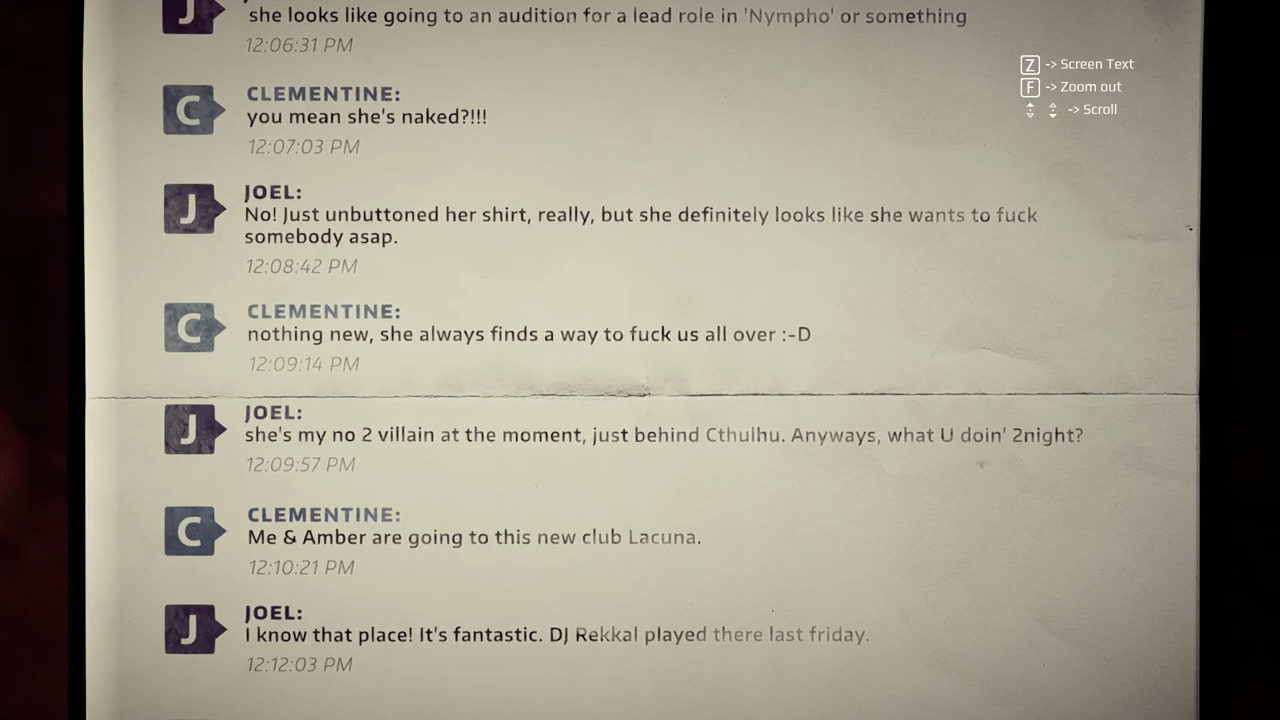 J
she looks like going to an audition for a lead role in 'Nympho' or something
12:06:31 PM
Z -> Screen Text
F -> Zoom out
-> Scroll
C
CLEMENTINE:
you mean she's naked?!!!
12:07:03 PM
J
JOEL:
No! Just unbuttoned her shirt, really, but she definitely looks like she wants to fuck
somebody asap.
12:08:42 PM
C
CLEMENTINE:
nothing new, she always finds a way to fuck us all over :-D
12:09:14 PM
J
JOEL:
she's my no 2 villain at the moment, just behind Cthulhu. Anyways, what U doin' 2night?
12:09:57 PM
C
CLEMENTINE:
Me & Amber are going to this new club Lacuna.
12:10:21 PM
J
JOEL:
I know that place! It's fantastic. DJ Rekkal played there last friday.
12:12:03 PM